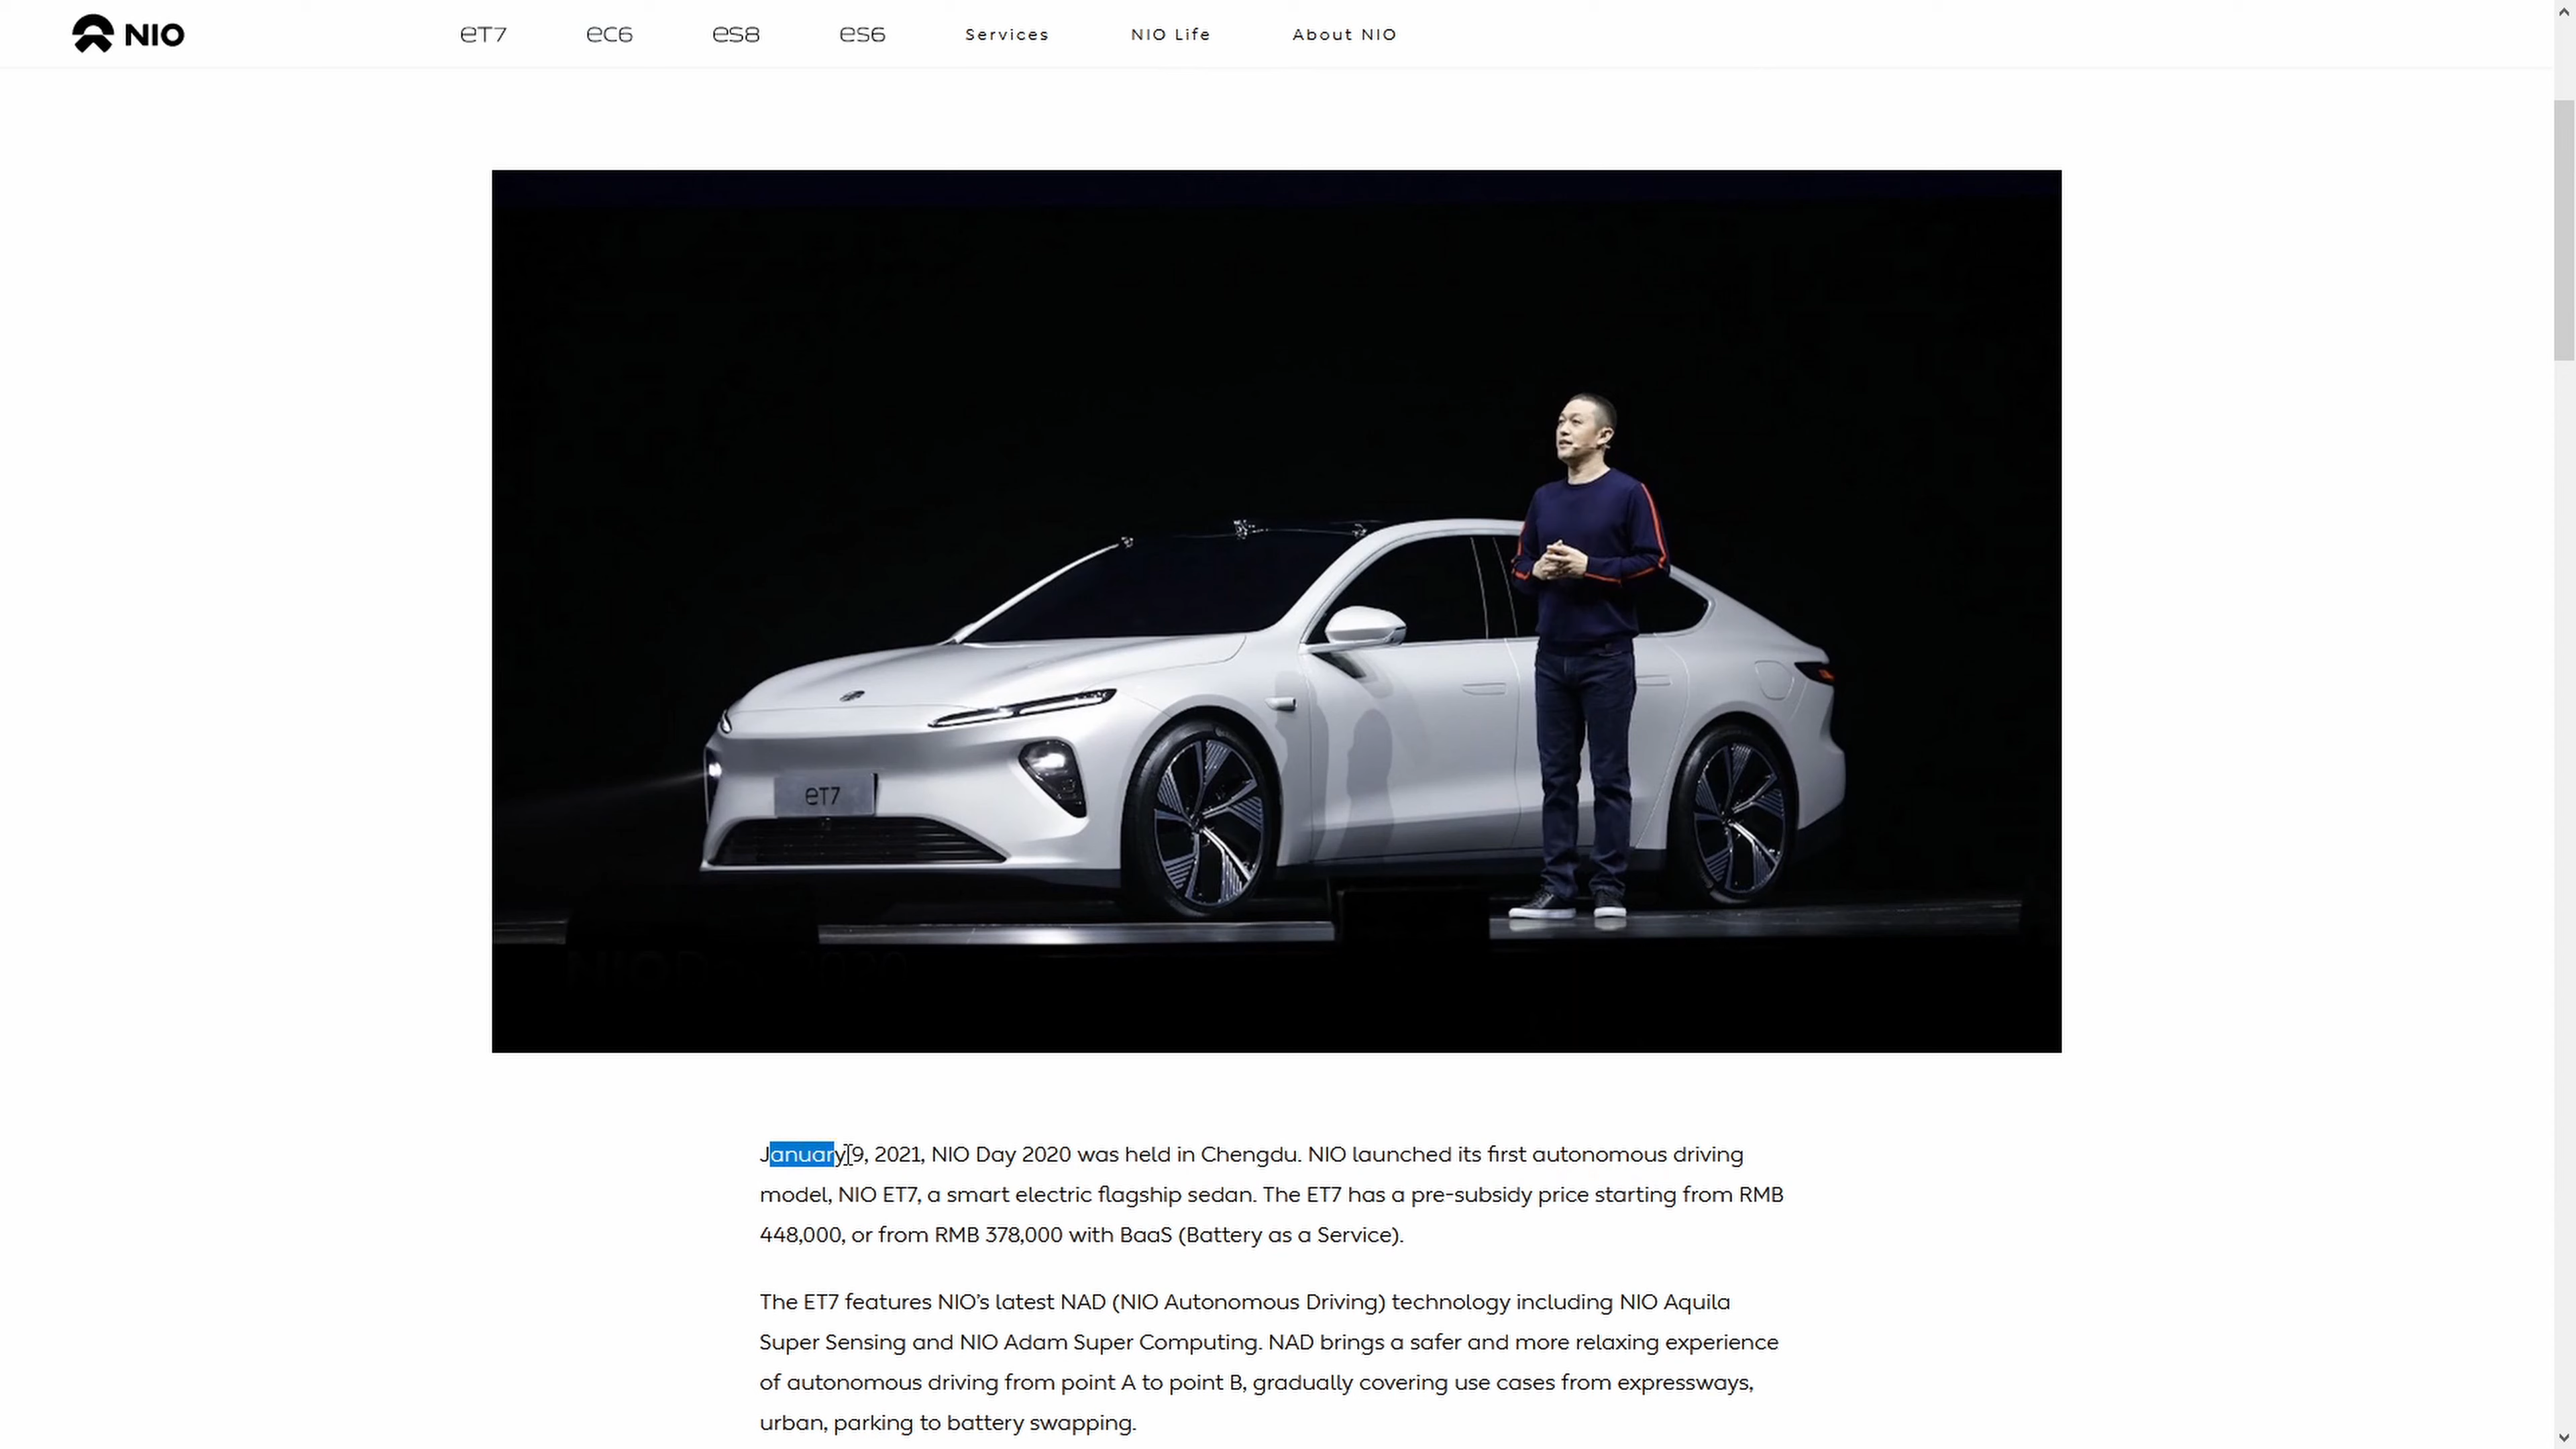 NIO
ET7
EC6
ES8
ES6
Services
NIO Life
About NIO
ET7
January 9, 2021, NIO Day 2020 was held in Chengdu. NIO launched its first autonomous driving
model, NIO ET7, a smart electric flagship sedan. The ET7 has a pre-subsidy price starting from RMB
448,000, or from RMB 378,000 with BaaS (Battery as a Service).
The ET7 features NIO’s latest NAD (NIO Autonomous Driving) technology including NIO Aquila
Super Sensing and NIO Adam Super Computing. NAD brings a safer and more relaxing experience
of autonomous driving from point A to point B, gradually covering use cases from expressways,
urban, parking to battery swapping.